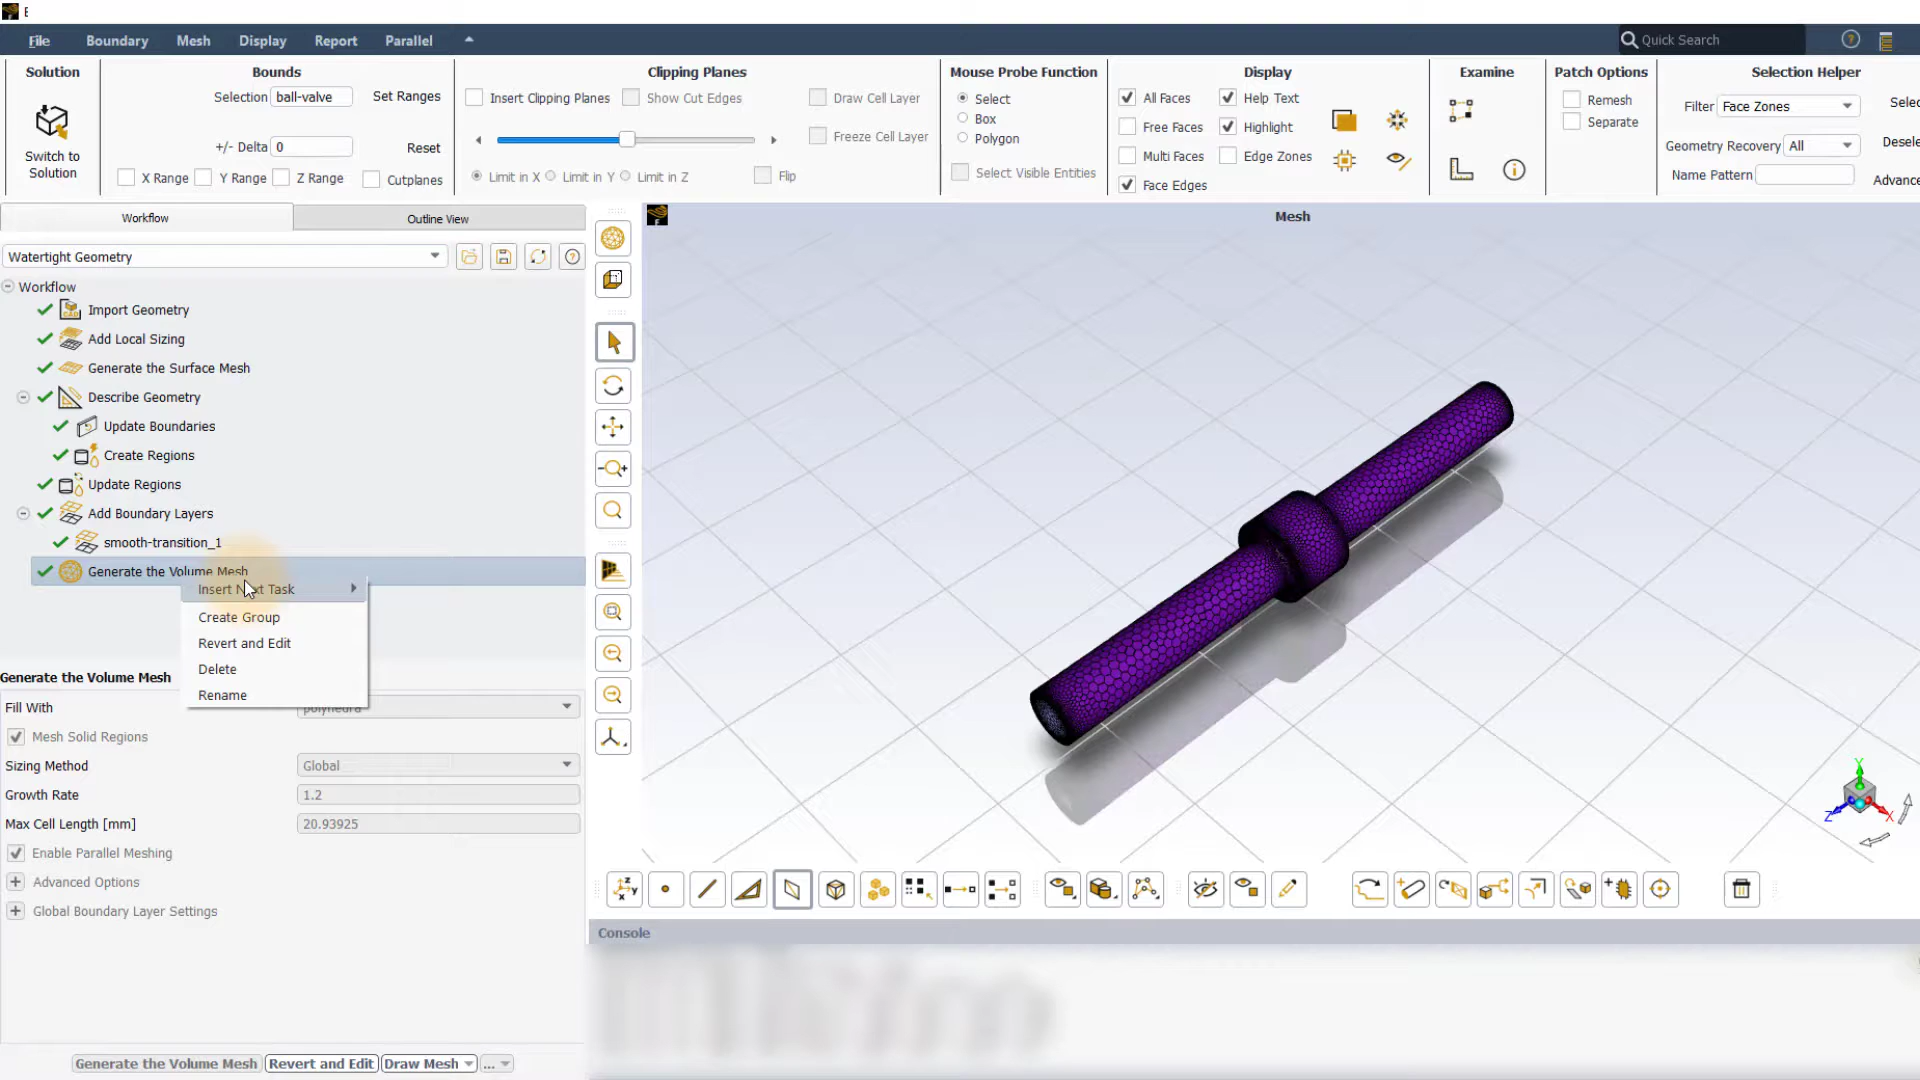 File Boundary Mesh Display Report Parallel Quick Search
Solution Bounds Clipping Planes Mouse Probe Function Display Examine Patch Options Selection Helper
Selection ball-valve Set Ranges
+/- Delta 0 Reset
X Range Y Range Z Range Cutplanes
Switch to
Solution
Insert Clipping Planes Show Cut Edges Draw Cell Layer
Freeze Cell Layer
Limit in X Limit in Y Limit in Z Flip
Select
Box
Polygon
Select Visible Entities
All Faces Help Text
Free Faces Highlight
Multi Faces Edge Zones
Face Edges
Remesh
Separate
Filter Face Zones Selec
Geometry Recovery All Desele
Name Pattern Advance
Workflow Outline View
Watertight Geometry
Workflow
Import Geometry
Add Local Sizing
Generate the Surface Mesh
Describe Geometry
Update Boundaries
Create Regions
Update Regions
Add Boundary Layers
smooth-transition_1
Generate the Volume Mesh
Insert Next Task
Create Group
Revert and Edit
Delete
Rename
Generate the Volume Mesh
Fill With polyhedra
Mesh Solid Regions
Sizing Method Global
Growth Rate 1.2
Max Cell Length [mm] 20.93925
Enable Parallel Meshing
Advanced Options
Global Boundary Layer Settings
Generate the Volume Mesh Revert and Edit Draw Mesh ...
Mesh
Y
Z X
Console